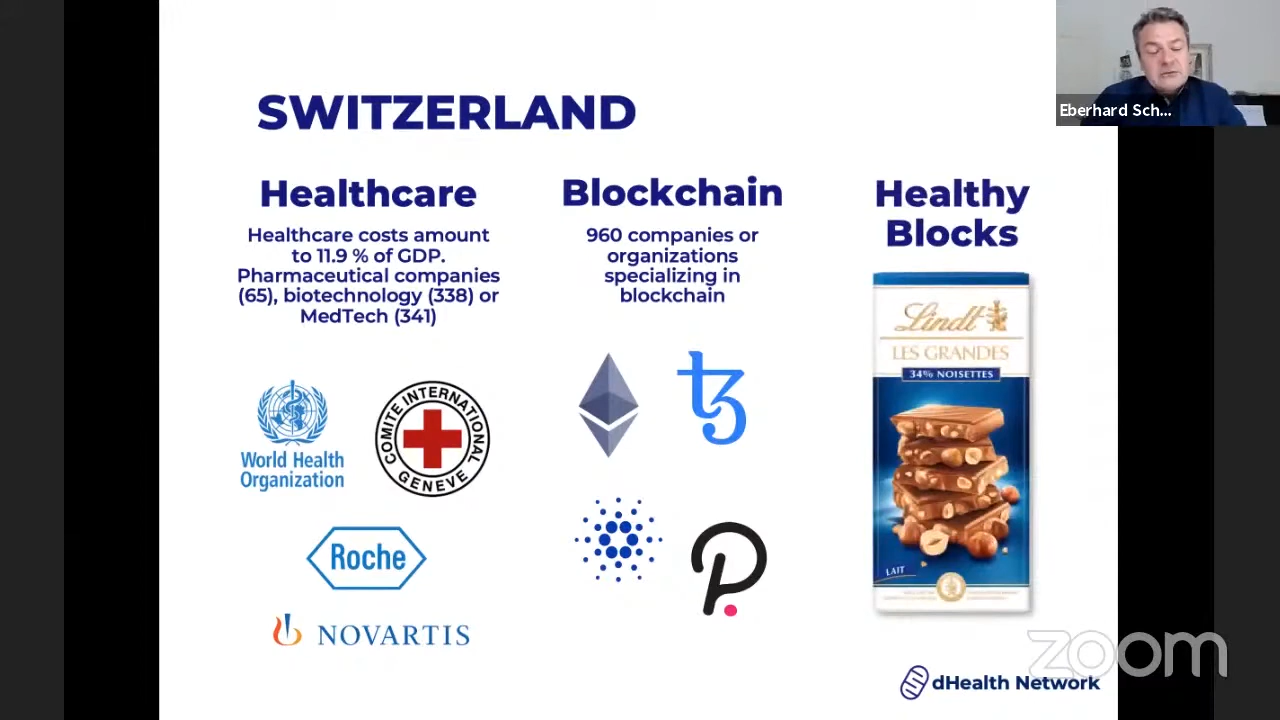 Eberhard Sch...
SWITZERLAND
Healthcare
Healthcare costs amount
to 11.9 % of GDP.
Pharmaceutical companies
(65), biotechnology (338) or
MedTech (341)
World Health
Organization
COMITE INTERNATIONAL
GENEVE
Roche
NOVARTIS
Blockchain
960 companies or
organizations
specializing in
blockchain
Healthy
Blocks
Lindt
LES GRANDES
34% NOISETTES
LAIT
zoom
dHealth Network